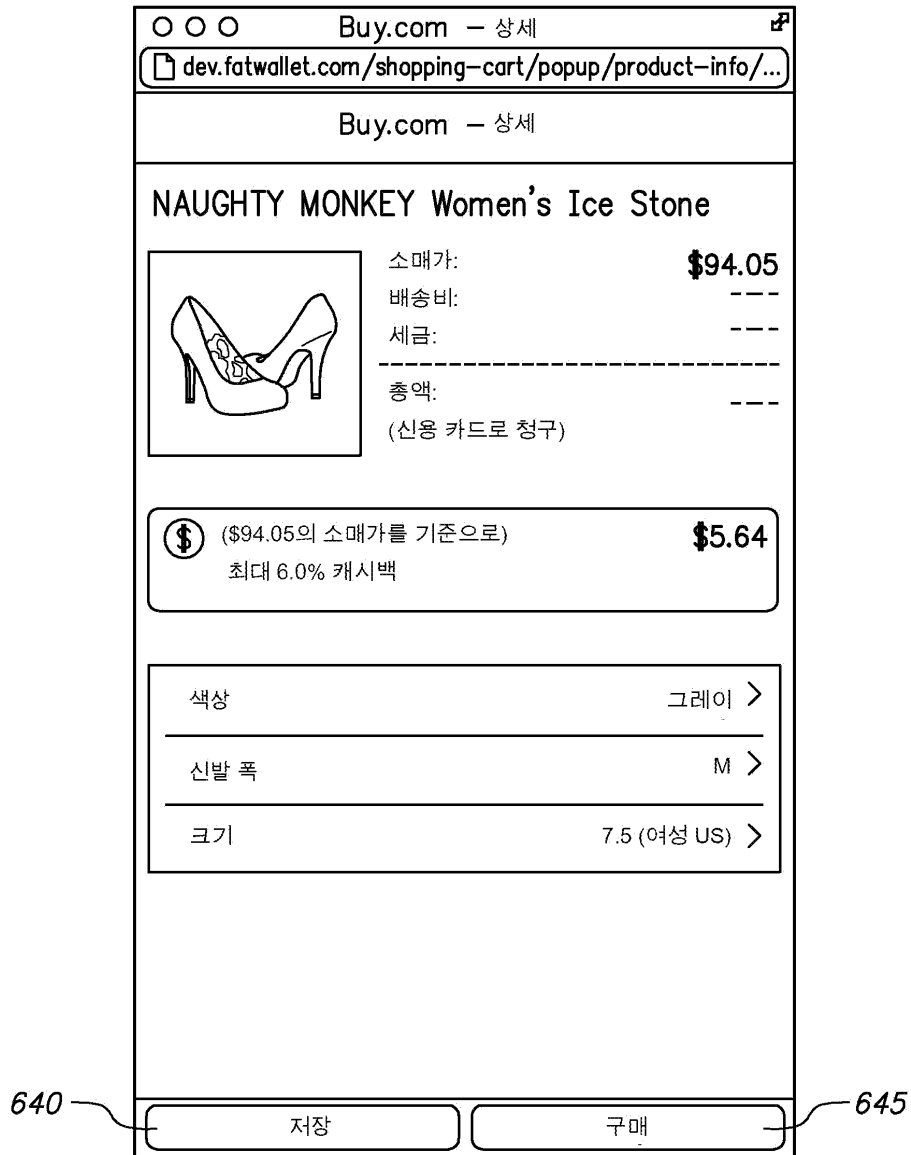 Buy.com – 상세
dev.fatwallet.com/shopping-cart/popup/product-info/...
Buy.com – 상세
NAUGHTY MONKEY Women's Ice Stone
소매가: $94.05
배송비: ---
세금: ---
총액: ---
(신용 카드로 청구)
$ ($94.05의 소매가를 기준으로) $5.64
최대 6.0% 캐시백
색상 그레이 >
신발 폭 M >
크기 7.5 (여성 US) >
640 저장 구매 645